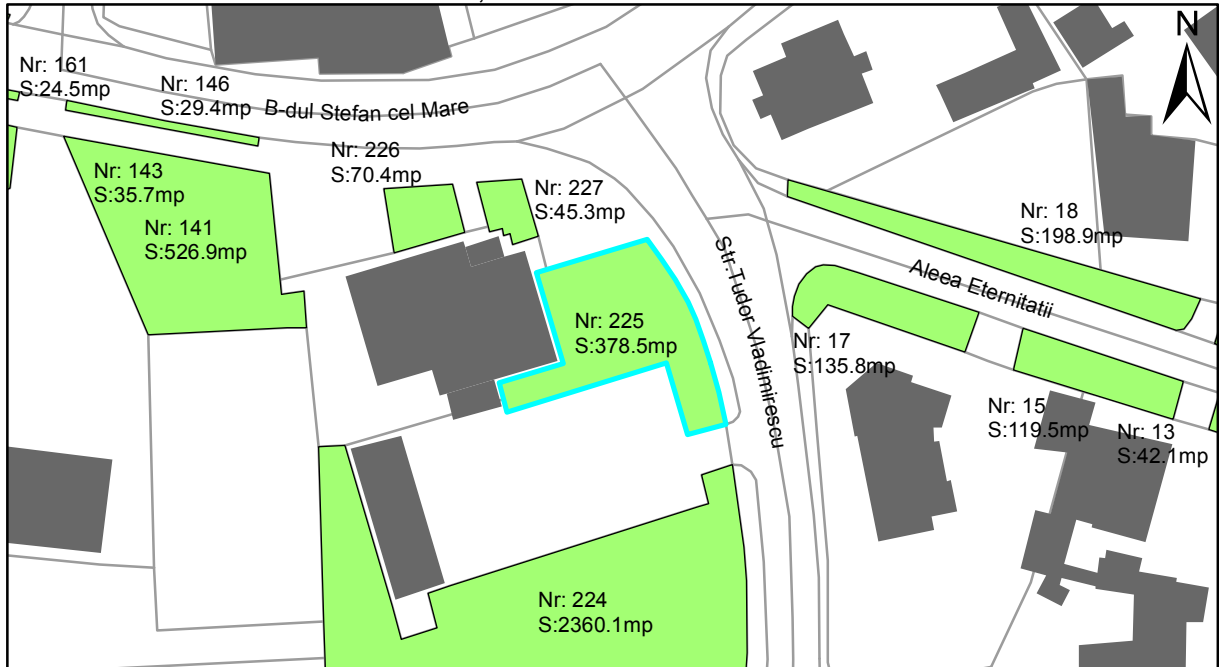 N
Nr: 161
S:24.5mp
Nr: 146
S:29.4mp
B-dul Stefan cel Mare
Nr: 226
S:70.4mp
Nr: 143
S:35.7mp
Nr: 227
S:45.3mp
Nr: 141
S:526.9mp
Nr: 18
S:198.9mp
Str.Tudor Vladimirescu
Aleea Eternitatii
Nr: 225
S:378.5mp
Nr: 17
S:135.8mp
Nr: 15
S:119.5mp
Nr: 13
S:42.1mp
Nr: 224
S:2360.1mp